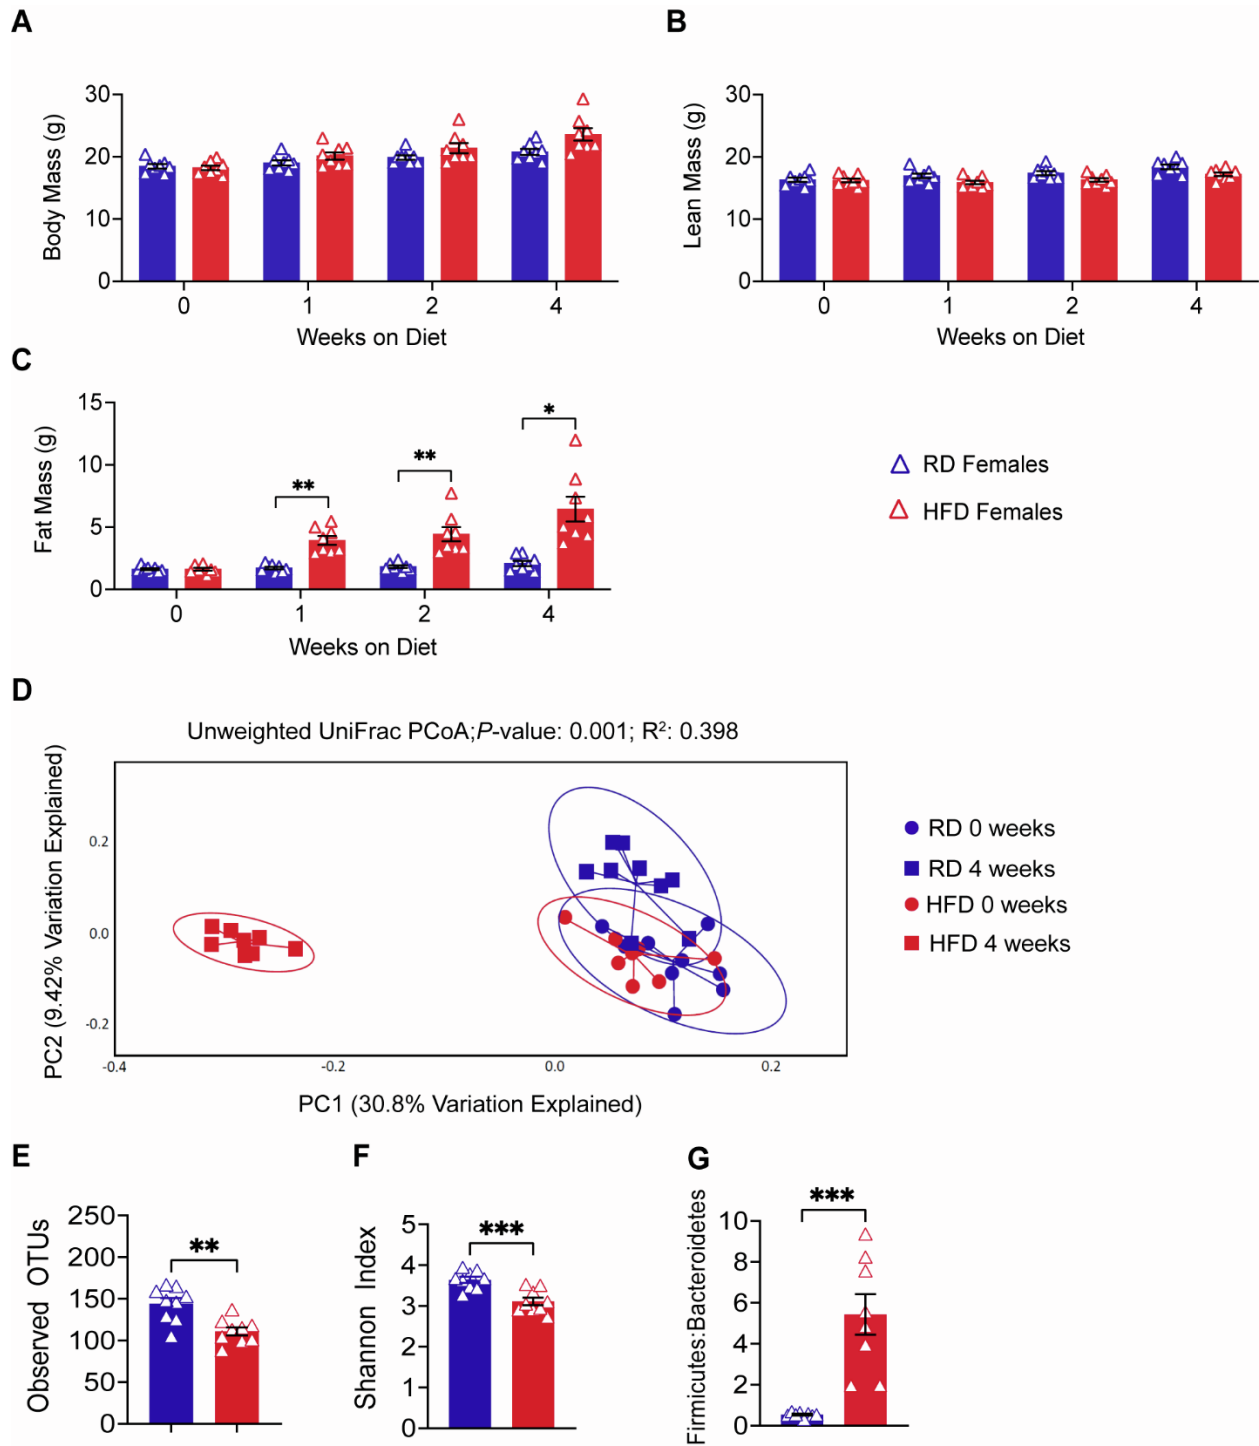 A
B
Body Mass (g)
30
20
10
0
0 1 2 4
Weeks on Diet
Lean Mass (g)
30
20
10
0
0 1 2 4
Weeks on Diet
C
Fat Mass (g)
15
10
5
0
** ** *
0 1 2 4
Weeks on Diet
RD Females
HFD Females
D
Unweighted UniFrac PCoA;P-value: 0.001; R²: 0.398
PC2 (9.42% Variation Explained)
0.2
0.0
-0.2
-0.4 -0.2 0.0 0.2
PC1 (30.8% Variation Explained)
RD 0 weeks
RD 4 weeks
HFD 0 weeks
HFD 4 weeks
E
Observed OTUs
250
200
150
100
50
0
**
F
Shannon Index
5
4
3
2
1
0
***
G
Firmicutes:Bacteroidetes
10
8
6
4
2
0
***